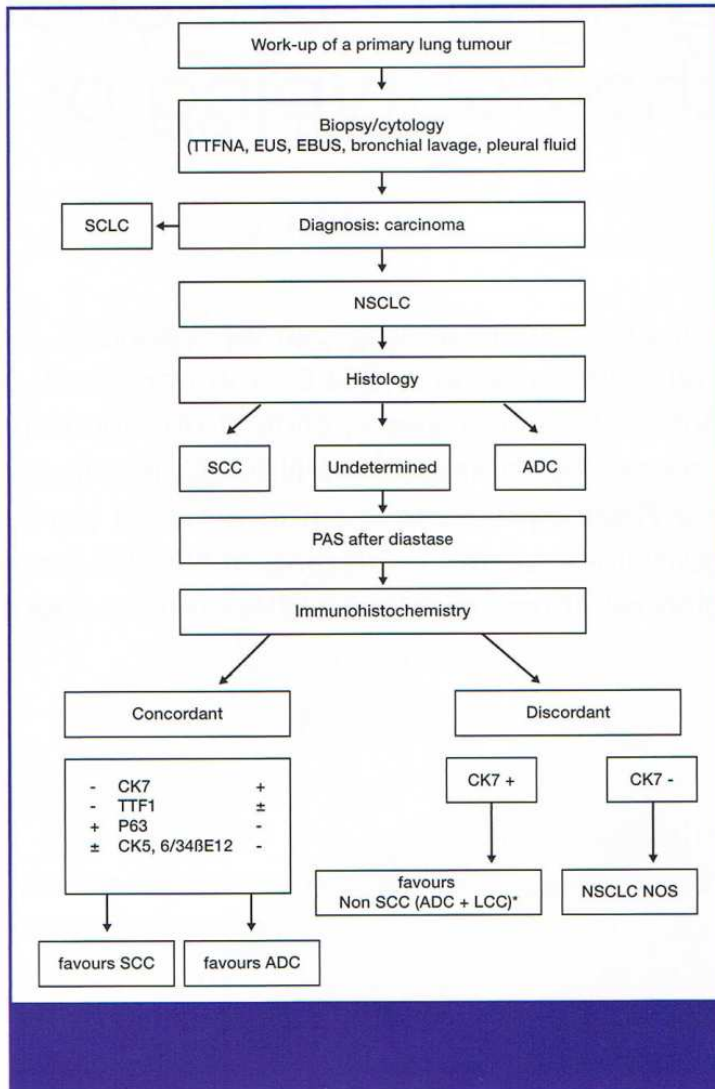 Work-up of a primary lung tumour
Biopsy/cytology
(TTFNA, EUS, EBUS, bronchial lavage, pleural fluid
SCLC
Diagnosis: carcinoma
NSCLC
Histology
SCC
Undetermined
ADC
PAS after diastase
Immunohistochemistry
Concordant
Discordant
- CK7 +
- TTF1 ±
+ P63 -
± CK5, 6/34ßE12 -
CK7 +
CK7 -
favours
Non SCC (ADC + LCC)*
NSCLC NOS
favours SCC
favours ADC